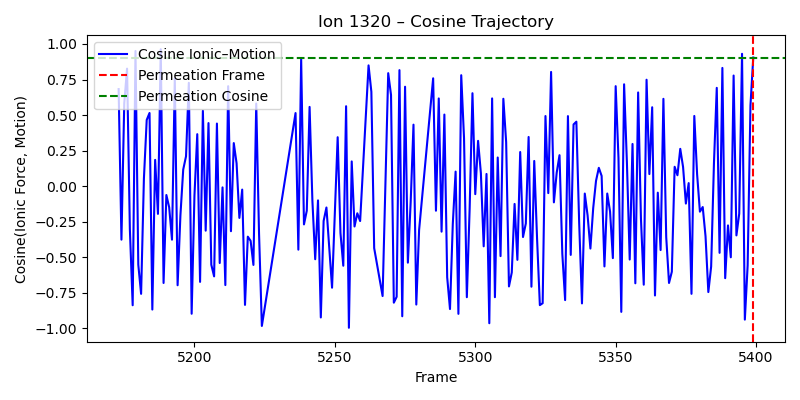 Ion 1320 – Cosine Trajectory
Cosine(Ionic Force, Motion)
1.00
0.75
0.50
0.25
0.00
−0.25
−0.50
−0.75
−1.00
Cosine Ionic–Motion
Permeation Frame
Permeation Cosine
5200
5250
5300
5350
5400
Frame